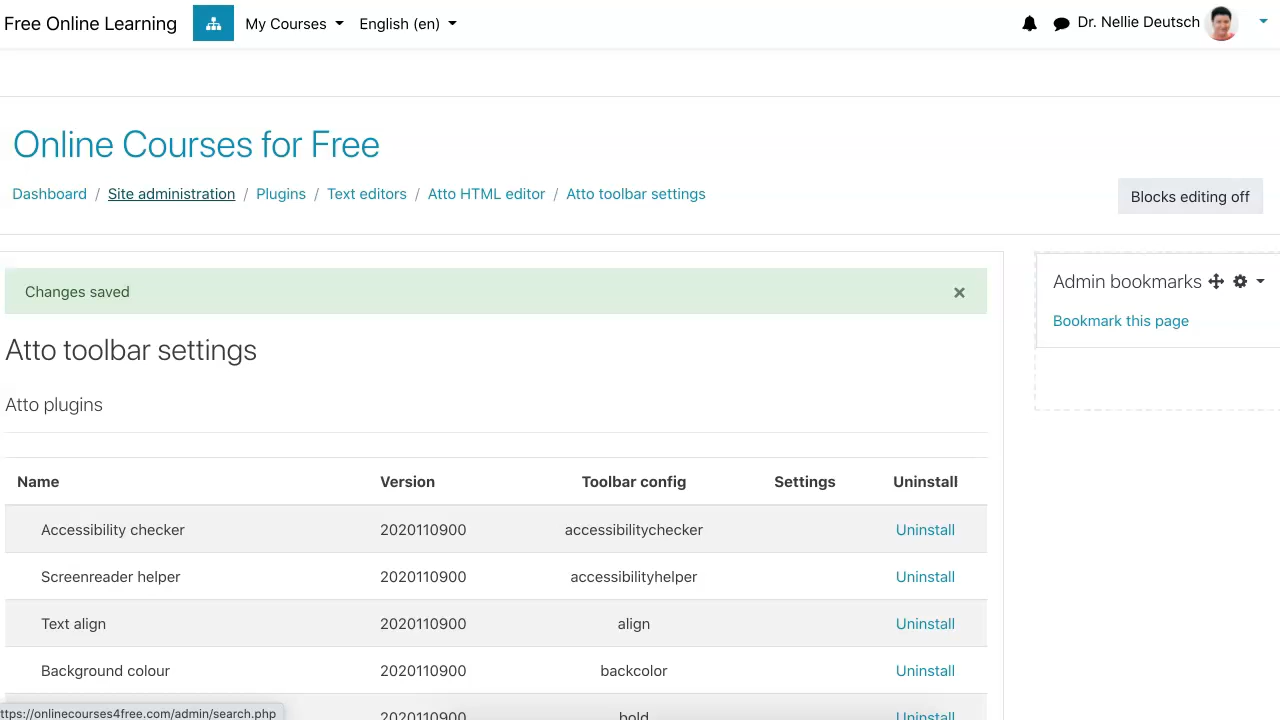 Free Online Learning My Courses English (en) Dr. Nellie Deutsch
Online Courses for Free
Dashboard / Site administration / Plugins / Text editors / Atto HTML editor / Atto toolbar settings
Blocks editing off
Changes saved ×
Atto toolbar settings
Atto plugins
Name Version Toolbar config Settings Uninstall
Accessibility checker 2020110900 accessibilitychecker Uninstall
Screenreader helper 2020110900 accessibilityhelper Uninstall
Text align 2020110900 align Uninstall
Background colour 2020110900 backcolor Uninstall
2020110900 bold Uninstall
ttps://onlinecourses4free.com/admin/search.php
Admin bookmarks
Bookmark this page